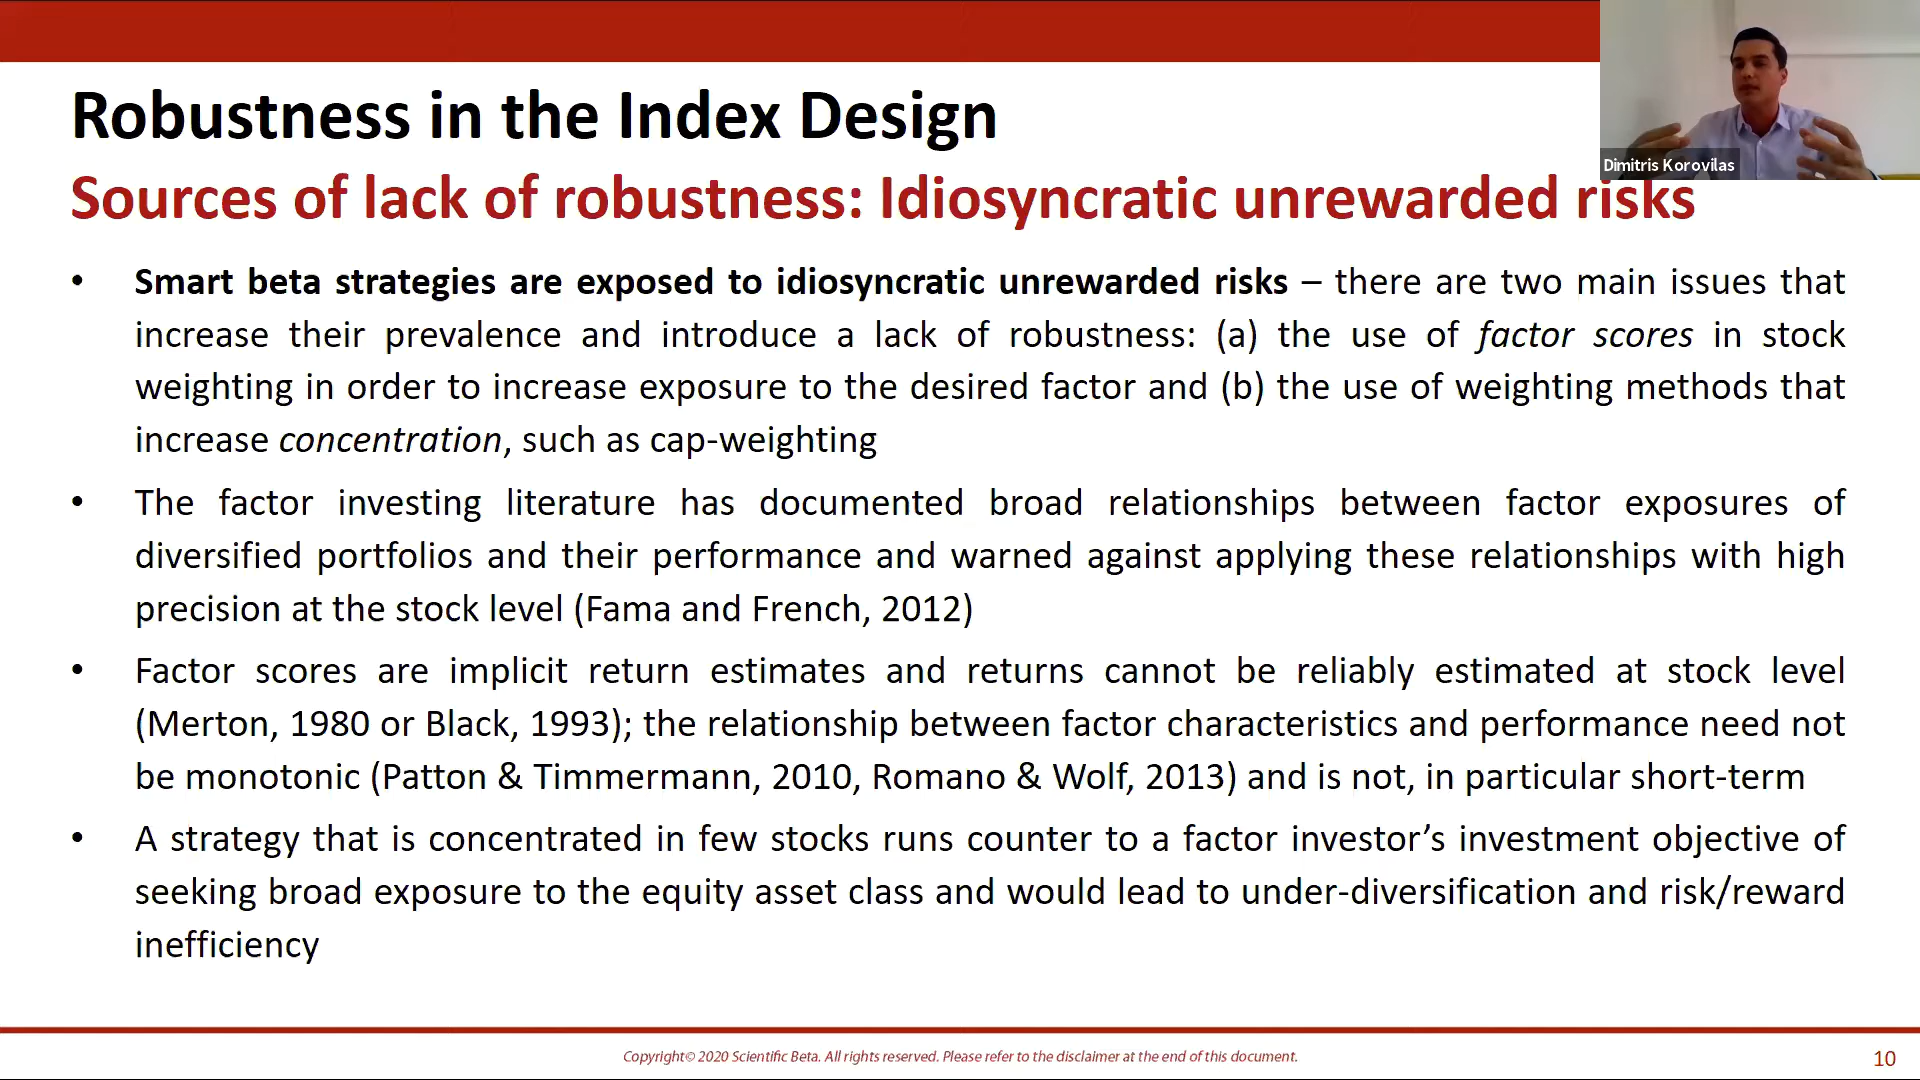 Robustness in the Index Design
Dimitris Korovilas
Sources of lack of robustness: Idiosyncratic unrewarded risks
• Smart beta strategies are exposed to idiosyncratic unrewarded risks – there are two main issues that
increase their prevalence and introduce a lack of robustness: (a) the use of factor scores in stock
weighting in order to increase exposure to the desired factor and (b) the use of weighting methods that
increase concentration, such as cap-weighting
• The factor investing literature has documented broad relationships between factor exposures of
diversified portfolios and their performance and warned against applying these relationships with high
precision at the stock level (Fama and French, 2012)
• Factor scores are implicit return estimates and returns cannot be reliably estimated at stock level
(Merton, 1980 or Black, 1993); the relationship between factor characteristics and performance need not
be monotonic (Patton & Timmermann, 2010, Romano & Wolf, 2013) and is not, in particular short-term
• A strategy that is concentrated in few stocks runs counter to a factor investor’s investment objective of
seeking broad exposure to the equity asset class and would lead to under-diversification and risk/reward
inefficiency
Copyright© 2020 Scientific Beta. All rights reserved. Please refer to the disclaimer at the end of this document.
10